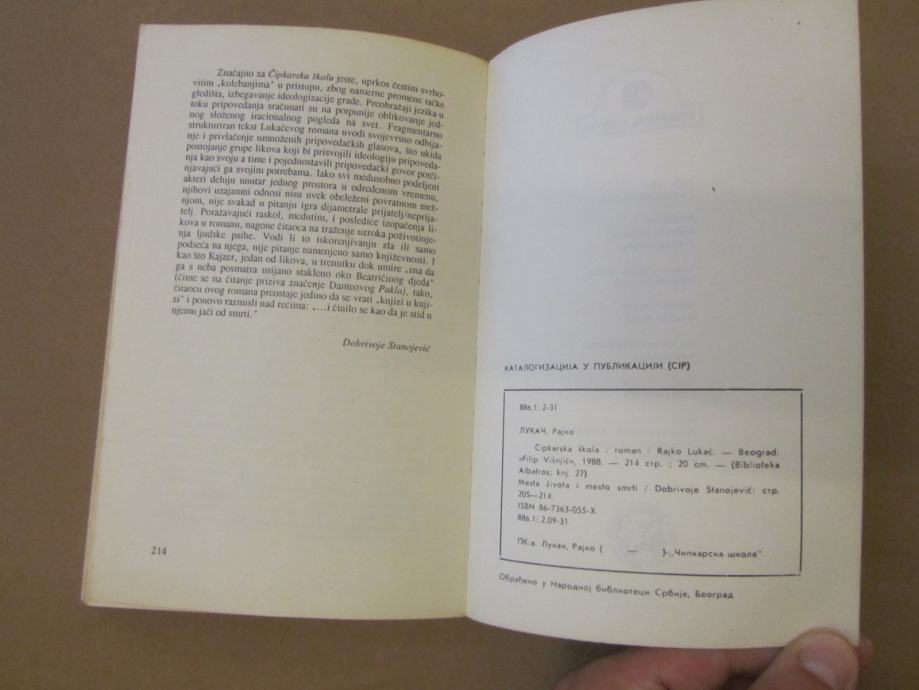 Značajno za Čipkarsku školu jeste, uprkos čestim svrho-
vitim „kolebanjima" u pristupu, zbog namerne promene tačke
gledišta, izbegavanje ideologizacije građe. Preobražaji jezika u
toku pripovedanja sračunati su na potpunije oblikovanje jed-
nog složenog iracionalnog pogleda na svet. Fragmentarno
strukturiran tekst Lukačevog romana uvodi svojevrsno odbija-
nje i privlačenje umnoženih pripovedačkih glasova, što ukida
postojanje grupe likova koji bi prisvojili ideologiju pripoveda-
nja kao svoju a time i pojednostavili pripovedački govor potči-
njavajući ga svojim potrebama. Iako svi međusobno podeljeni
akteri deluju unutar jednog prostora u određenom vremenu,
njihovi uzajamni odnosi nisu uvek obeleženi povratnom mrž-
njom, nije svakad u pitanju igra dijametrale prijatelj/neprija-
telj. Poražavajući raskol, međutim, i posledice izopačenja li-
kova u romanu, nagone čitaoca na traženje uzroka poživotinje-
nja ljudske psihe. Vodi li to iskorenjivanju zla ili samo
podseća na njega, nije pitanje namenjeno samo književnosti. I
kao što Kajzer, jedan od likova, u trenutku dok umire „zna da
ga s neba posmatra usijano stakleno oko Beatričinog djeda"
(čime se na čitanje priziva značenje Danteovog Pakla), tako,
čitaocu ovog romana preostaje jedino da se vrati „knjizi u knji-
zi" i ponovo razmisli nad rečima: „...i činilo se kao da je stid u
njemu jači od smrti."
Dobrivoje Stanojević
214
КАТАЛОГИЗАЦИЈА У ПУБЛИКАЦИЈИ (CIP)
886.1/.2-31
ЛУКАЧ, Рајко
Čipkarska škola : roman / Rajko Lukač. — Beograd:
»Filip Višnjić«, 1988. — 214 стр. ; 20 cm. — (Biblioteka
Albatros; knj. 27)
Mesta života i mesto smrti / Dobrivoje Stanojević: стр.
205—214.
ISBN 86-7363-055-X
886.1/.2.09-31
ПК:а. Лукач, Рајко ( — )-„Чипкарска школа"
Обрађено у Народној библиотеци Србије, Београд